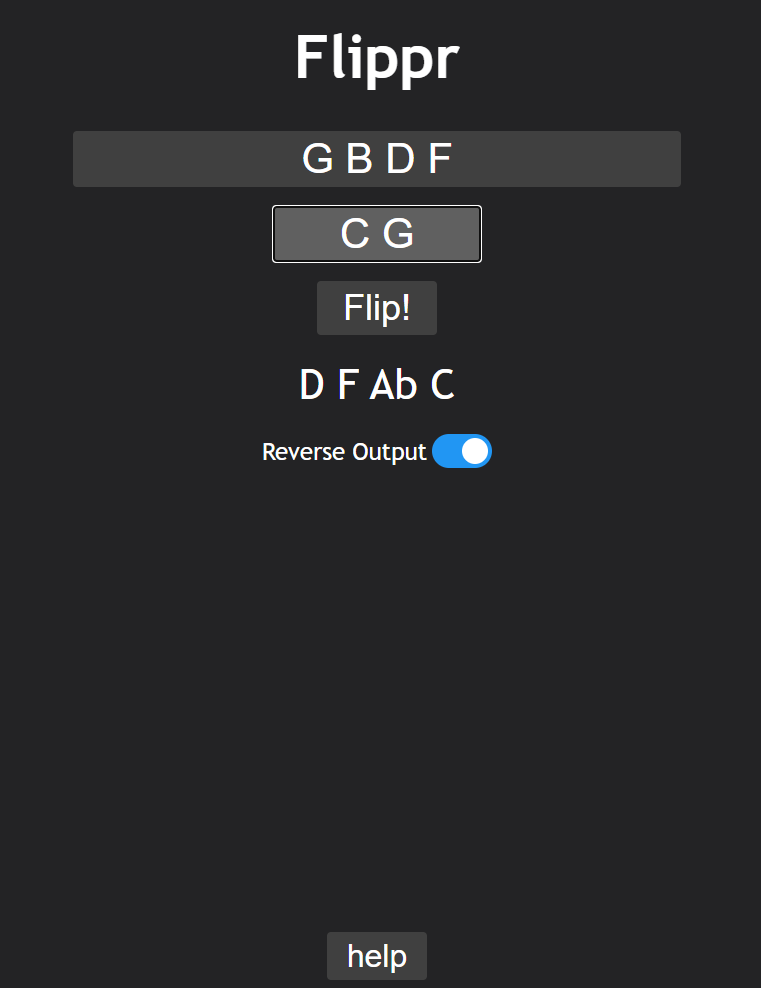 Flippr
G B D F
C G
Flip!
D F Ab C
Reverse Output
help